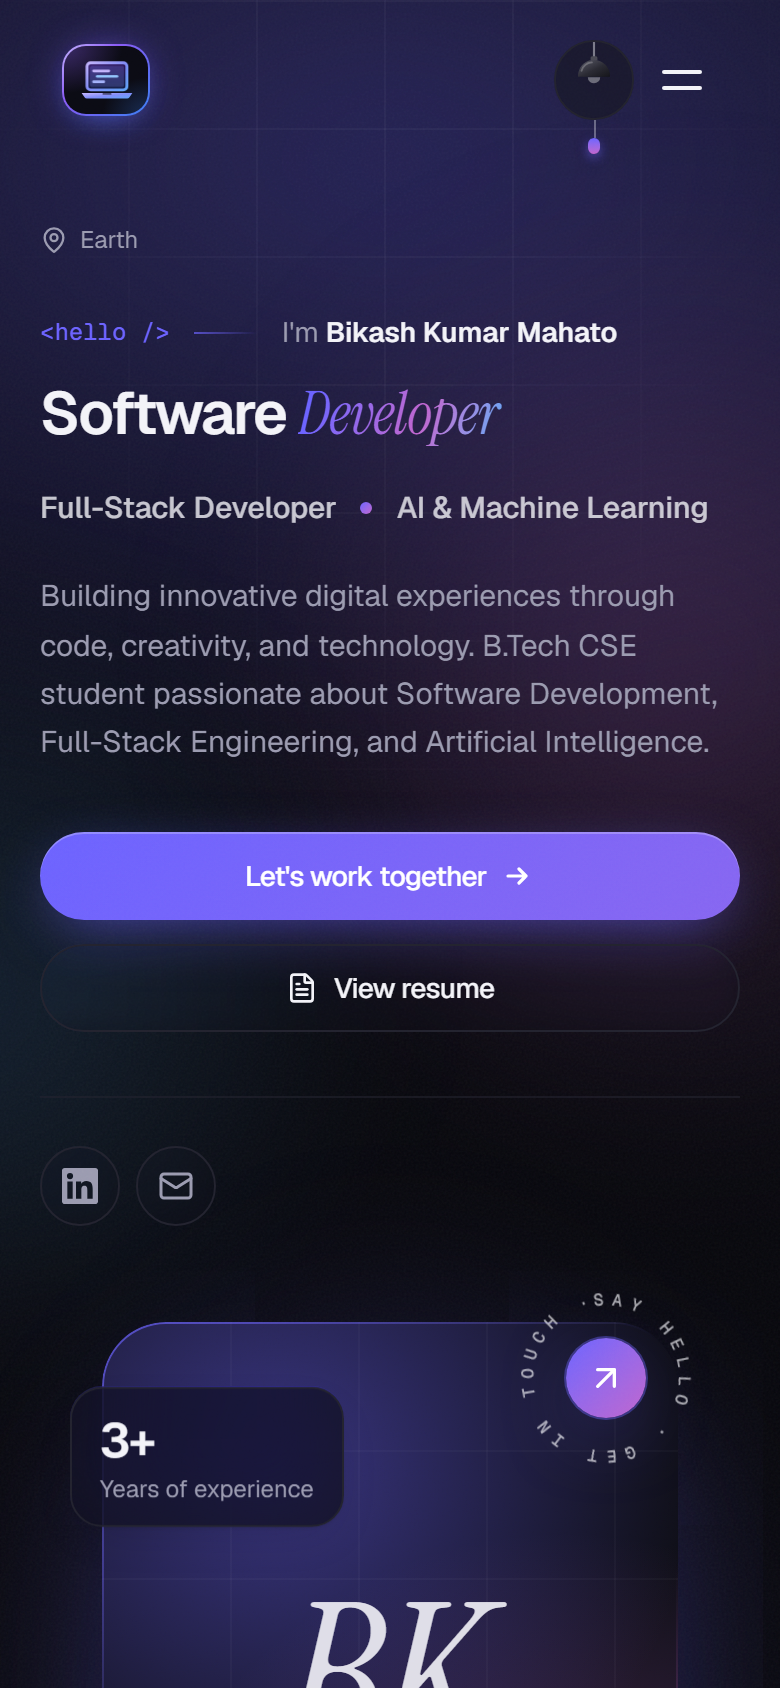 Earth
<hello /> I'm Bikash Kumar Mahato
Software Developer
Full-Stack Developer • AI & Machine Learning
Building innovative digital experiences through
code, creativity, and technology. B.Tech CSE
student passionate about Software Development,
Full-Stack Engineering, and Artificial Intelligence.
Let's work together →
View resume
in
SAY HELLO · GET IN TOUCH ·
3+
Years of experience
BK